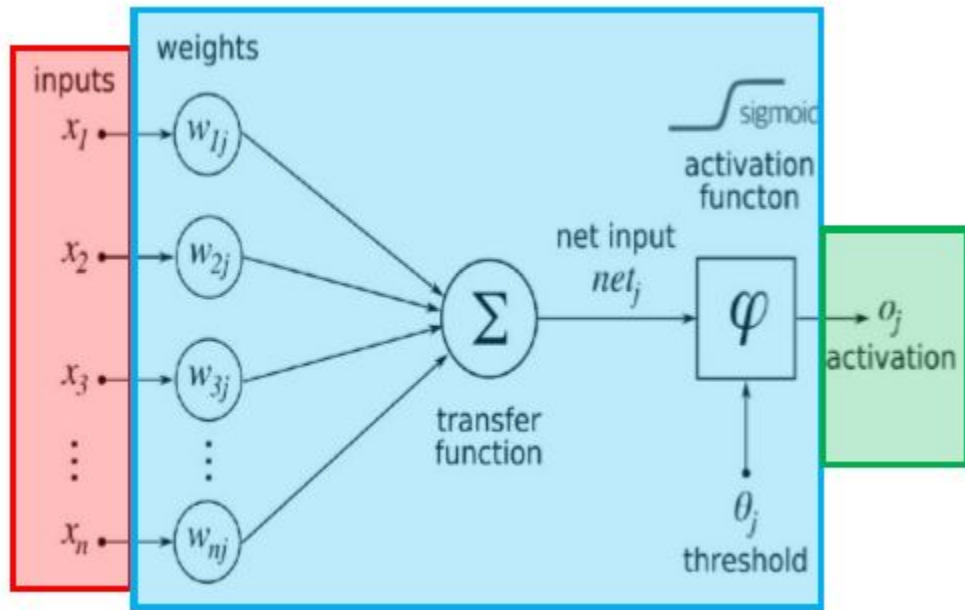 inputs
weights
x1
x2
x3
⋮
xn
w1j
w2j
w3j
⋮
wnj
Σ
transfer
function
net input
netj
sigmoic
activation
functon
φ
θj
threshold
oj
activation